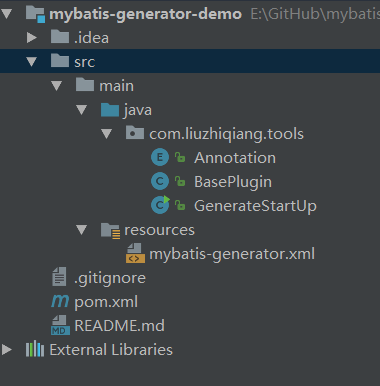 mybatis-generator-demo E:\GitHub\mybatis
.idea
src
main
java
com.liuzhiqiang.tools
E Annotation
C BasePlugin
C GenerateStartUp
resources
mybatis-generator.xml
.gitignore
m pom.xml
MD README.md
External Libraries